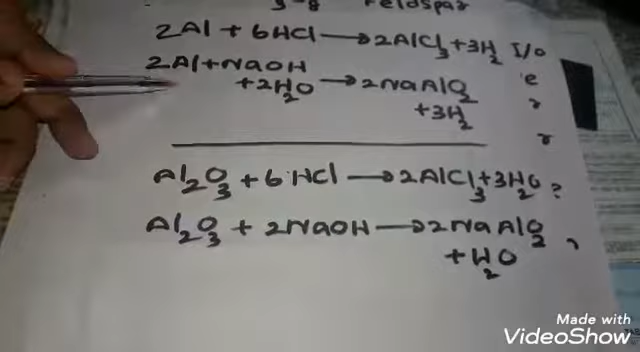 Feldspar
2Al + 6HCl → 2AlCl₃ + 3H₂ I/o
2Al + NaOH e
+ 2H₂O → 2NaAlO₂ r
+ 3H₂ r
Al₂O₃ + 6HCl → 2AlCl₃ + 3H₂O ?
Al₂O₃ + 2NaOH → 2NaAlO₂ ,
+ H₂O
Made with
VideoShow